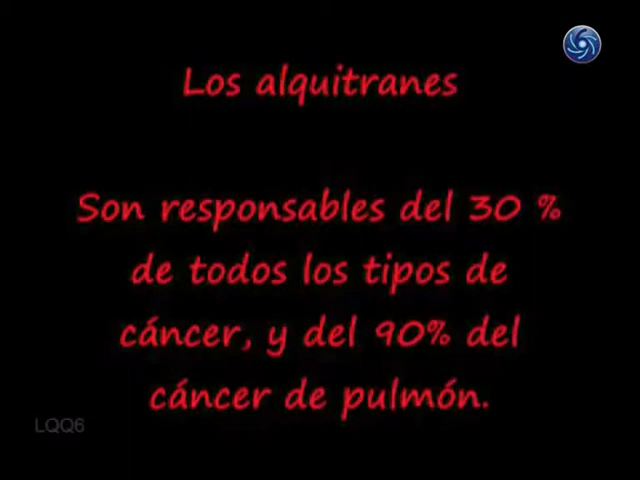 Los alquitranes
Son responsables del 30 %
de todos los tipos de
cáncer, y del 90% del
cáncer de pulmón.
LQQ6